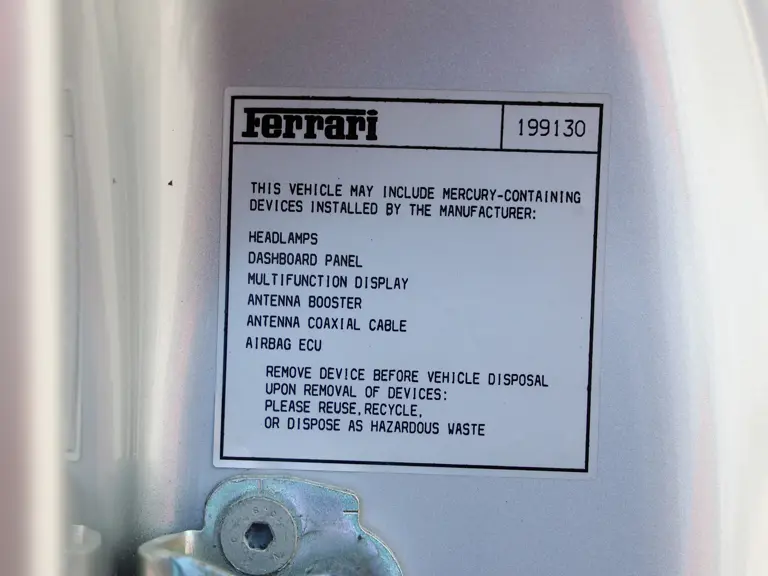 Ferrari 199130
THIS VEHICLE MAY INCLUDE MERCURY-CONTAINING
DEVICES INSTALLED BY THE MANUFACTURER:
HEADLAMPS
DASHBOARD PANEL
MULTIFUNCTION DISPLAY
ANTENNA BOOSTER
ANTENNA COAXIAL CABLE
AIRBAG ECU
REMOVE DEVICE BEFORE VEHICLE DISPOSAL
UPON REMOVAL OF DEVICES:
PLEASE REUSE,RECYCLE,
OR DISPOSE AS HAZARDOUS WASTE